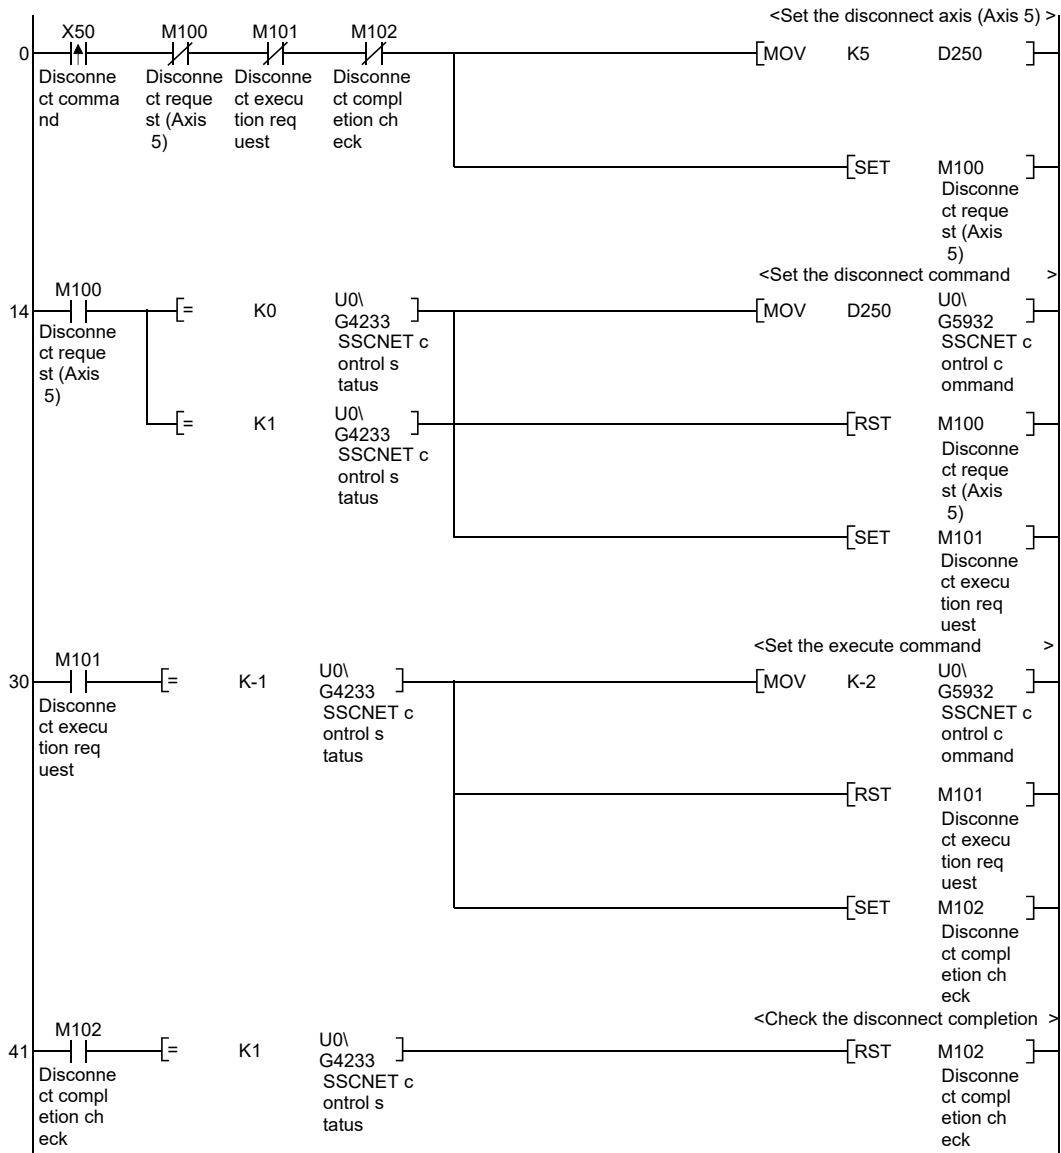 <Set the disconnect axis (Axis 5) >
X50 M100 M101 M102
0 [MOV K5 D250 ]
Disconne Disconne Disconne Disconne
ct comma ct reque ct execu ct compl
nd st (Axis tion req etion ch
5) uest eck
[SET M100 ]
Disconne
ct reque
st (Axis
5)
<Set the disconnect command >
M100 U0\ U0\
14 [= K0 G4233 ] [MOV D250 G5932 ]
Disconne SSCNET c SSCNET c
ct reque ontrol s ontrol c
st (Axis tatus ommand
5)
U0\
[= K1 G4233 ] [RST M100 ]
SSCNET c Disconne
ontrol s ct reque
tatus st (Axis
5)
[SET M101 ]
Disconne
ct execu
tion req
uest
<Set the execute command >
M101 U0\ U0\
30 [= K-1 G4233 ] [MOV K-2 G5932 ]
Disconne SSCNET c SSCNET c
ct execu ontrol s ontrol c
tion req tatus ommand
uest
[RST M101 ]
Disconne
ct execu
tion req
uest
[SET M102 ]
Disconne
ct compl
etion ch
eck
<Check the disconnect completion >
M102 U0\
41 [= K1 G4233 ] [RST M102 ]
Disconne SSCNET c Disconne
ct compl ontrol s ct compl
etion ch tatus etion ch
eck eck